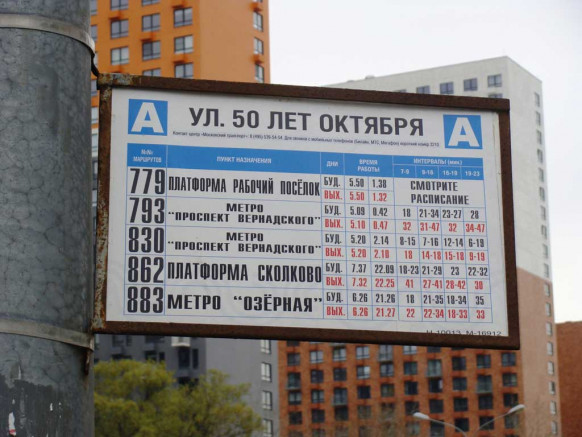 А УЛ. 50 ЛЕТ ОКТЯБРЯ А
№№ МАРШРУТОВ ПУНКТ НАЗНАЧЕНИЯ ДНИ ВРЕМЯ РАБОТЫ ИНТЕРВАЛЫ (мин.)
7-9 9-16 16-19 19-23
779 ПЛАТФОРМА РАБОЧИЙ ПОСЁЛОК БУД. 5.50 1.38 СМОТРИТЕ РАСПИСАНИЕ
ВЫХ. 5.50 1.32
793 МЕТРО "ПРОСПЕКТ ВЕРНАДСКОГО" БУД. 5.09 0.42 18 21-34 23-27 28
ВЫХ. 5.10 0.47 32 31-47 32 34-47
830 МЕТРО "ПРОСПЕКТ ВЕРНАДСКОГО" БУД. 5.20 2.14 8-15 7-16 12-14 6-19
ВЫХ. 5.20 2.10 18 14-18 15-18 9-19
862 ПЛАТФОРМА СКОЛКОВО БУД. 7.37 22.09 18-23 21-29 23 22-32
ВЫХ. 7.32 22.25 41 27-41 28-42 38
883 МЕТРО "ОЗЁРНАЯ" БУД. 6.26 21.26 18 21-35 18-34 35
ВЫХ. 6.26 21.27 22 22-34 18-33 33